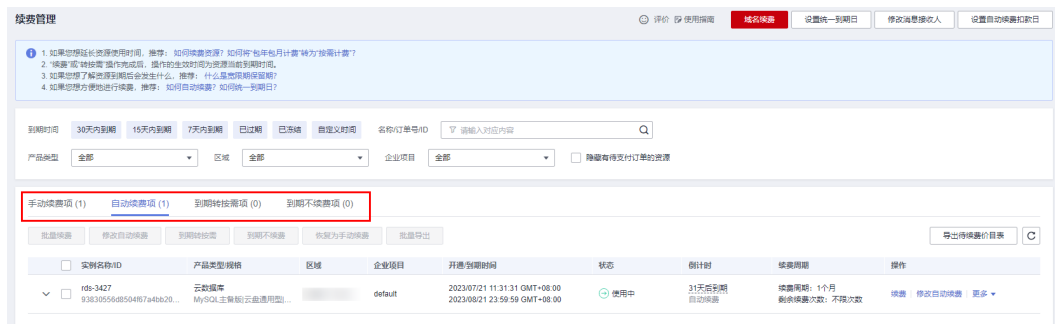 续费管理
评价 使用指南 域名续费 设置统一到期日 修改消息接收人 设置自动续费扣款日
1. 如果您想延长资源使用时间，推荐： 如何续费资源？如何将“包年包月计费”转为“按需计费”？
2. “续费”或“转按需”操作完成后，操作的生效时间为资源当前到期时间。
3. 如果您想了解资源到期后会发生什么，推荐： 什么是宽限期保留期？
4. 如果您想方便地进行续费，推荐： 如何自动续费？如何统一到期日？
到期时间 30天内到期 15天内到期 7天内到期 已过期 已冻结 自定义时间 名称/订单号/ID 请输入对应内容
产品类型 全部 区域 全部 企业项目 全部 隐藏有待支付订单的资源
手动续费项 (1) 自动续费项 (1) 到期转按需项 (0) 到期不续费项 (0)
批量续费 修改自动续费 到期转按需 到期不续费 恢复为手动续费 批量导出 导出待续费价目表
实例名称/ID 产品类型/规格 区域 企业项目 开通/到期时间 状态 倒计时 续费周期 操作
rds-3427 云数据库 default 2023/07/21 11:31:31 GMT+08:00 使用中 31天后到期 续费周期：1个月 续费 修改自动续费 更多
93830556d8504f67a4bb20... MySQL|主备版|云盘|通用型|... 2023/08/21 23:59:59 GMT+08:00 自动续费 剩余续费次数：不限次数